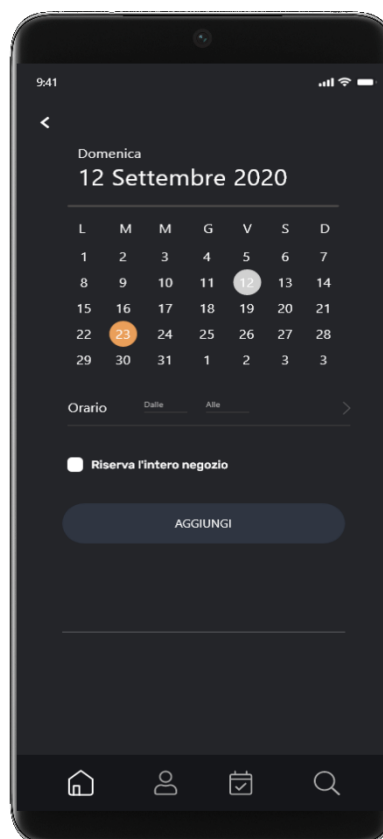 9:41
Domenica
12 Settembre 2020
L M M G V S D
1 2 3 4 5 6 7
8 9 10 11 12 13 14
15 16 17 18 19 20 21
22 23 24 25 26 27 28
29 30 31 1 2 3 3
Orario Dalle Alle
Riserva l'intero negozio
AGGIUNGI